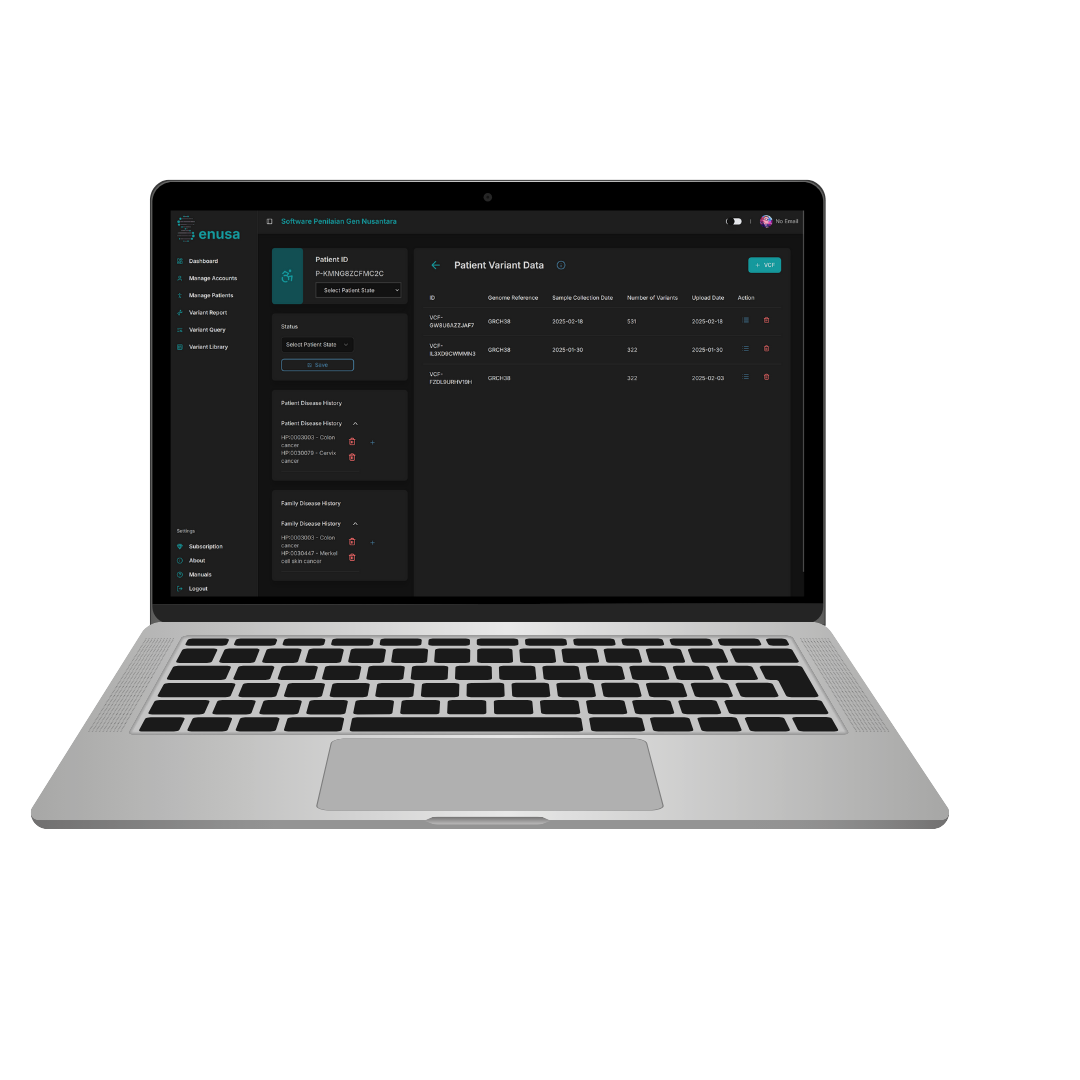 enusa
Dashboard
Manage Accounts
Manage Patients
Variant Report
Variant Query
Variant Library
Settings
Subscription
About
Manuals
Logout
Software Penilaian Gen Nusantara
No Email
Patient ID
P-KMNG8ZCFMC2C
Select Patient State
Status
Select Patient State
Save
Patient Disease History
Patient Disease History
HP:0003003 - Colon
cancer
HP:0030079 - Cervix
cancer
Family Disease History
Family Disease History
HP:0003003 - Colon
cancer
HP:0030447 - Merkel
cell skin cancer
Patient Variant Data
+ VCF
ID Genome Reference Sample Collection Date Number of Variants Upload Date Action
VCF-
GRCH38 2025-02-18 531 2025-02-18
VCF-
IL3XD9CWMMN3
GRCH38 2025-01-30 322 2025-01-30
VCF-
FZDL9URHV19H
GRCH38 322 2025-02-03